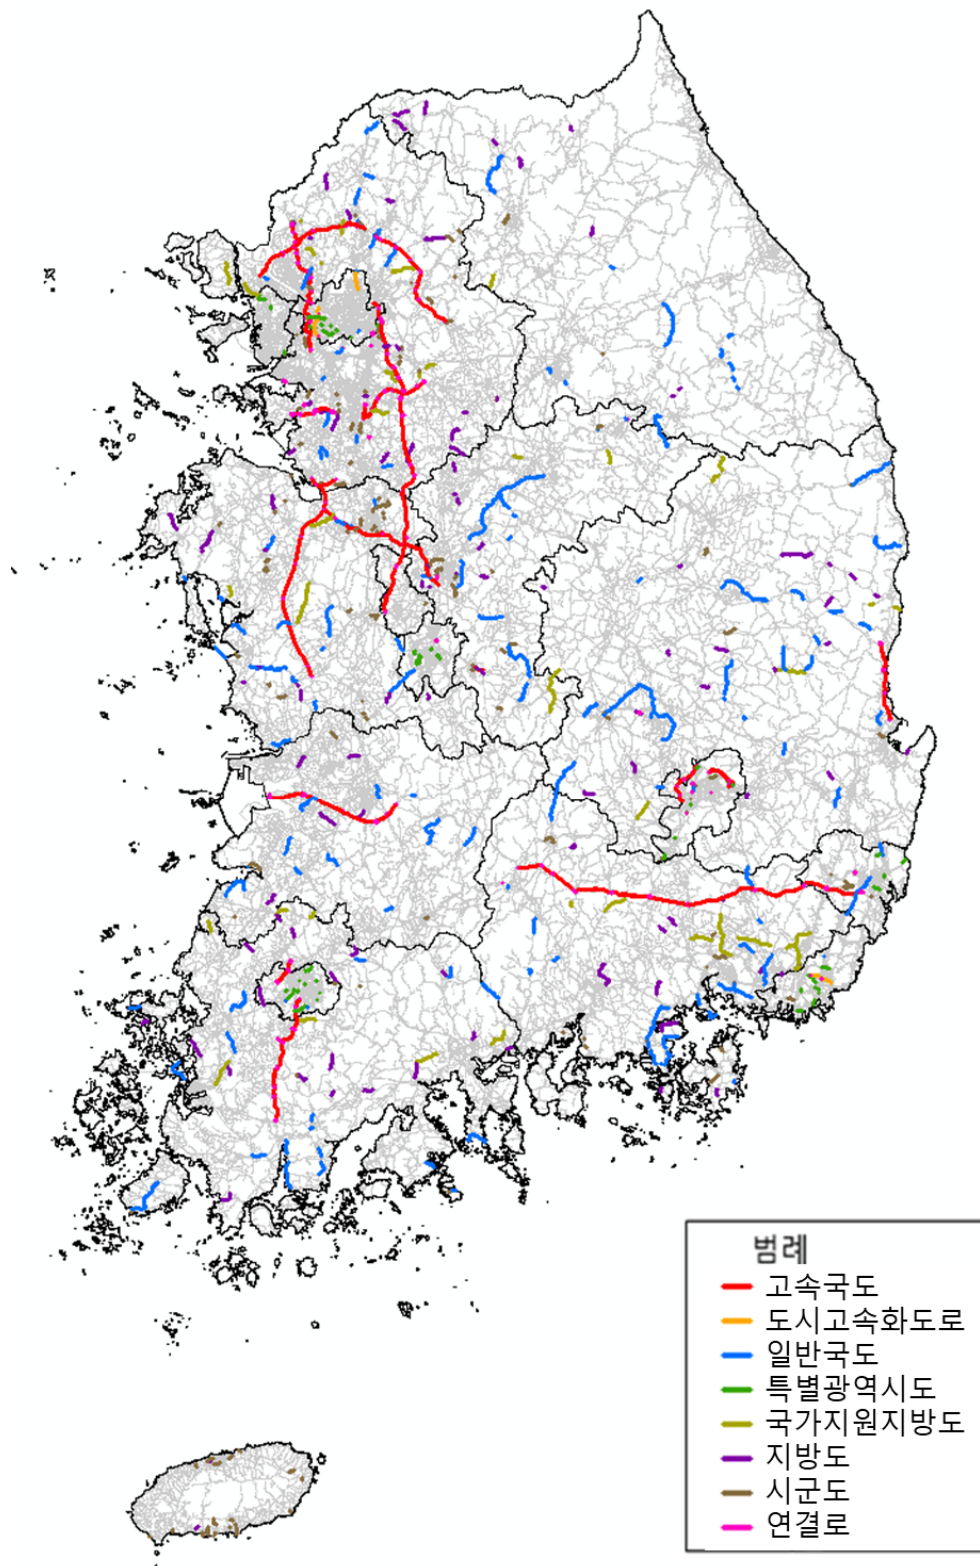 범례
고속국도
도시고속화도로
일반국도
특별광역시도
국가지원지방도
지방도
시군도
연결로